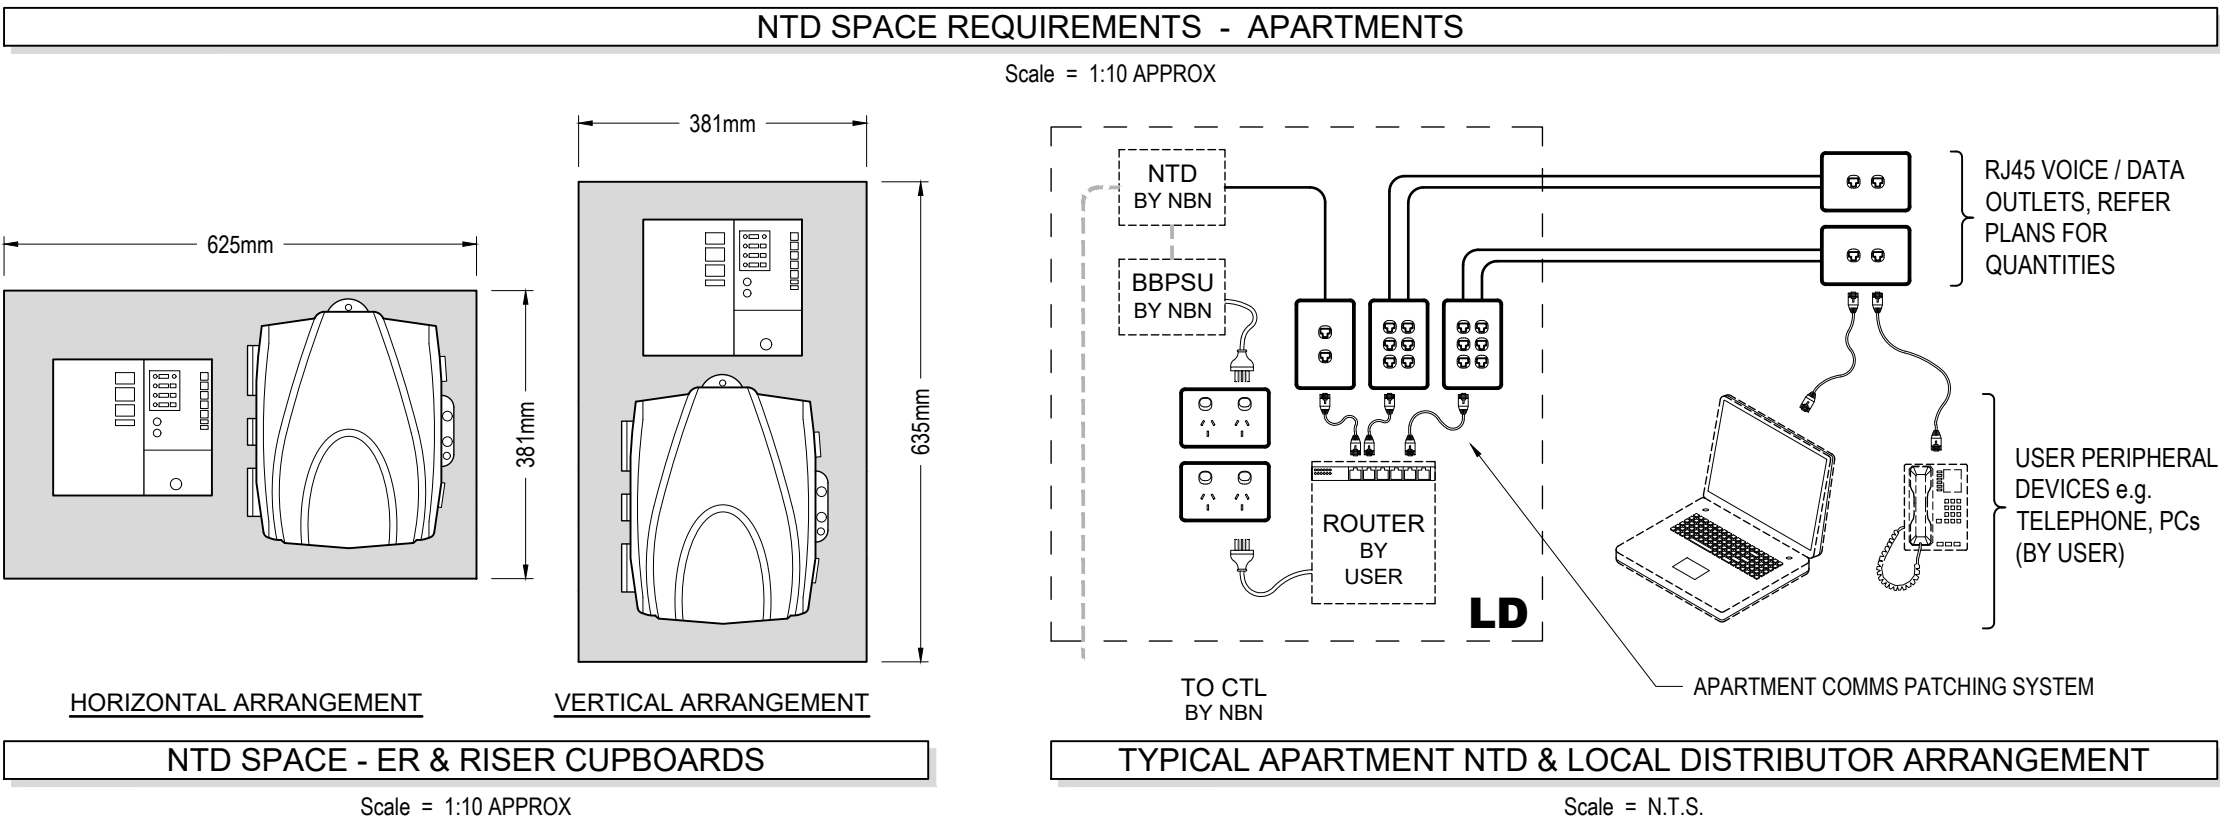 NTD SPACE REQUIREMENTS - APARTMENTS
Scale = 1:10 APPROX
625mm
381mm
HORIZONTAL ARRANGEMENT
381mm
635mm
VERTICAL ARRANGEMENT
NTD SPACE - ER & RISER CUPBOARDS
Scale = 1:10 APPROX
NTD
BY NBN
BBPSU
BY NBN
ROUTER
BY
USER
LD
TO CTL
BY NBN
RJ45 VOICE / DATA
OUTLETS, REFER
PLANS FOR
QUANTITIES
USER PERIPHERAL
DEVICES e.g.
TELEPHONE, PCs
(BY USER)
APARTMENT COMMS PATCHING SYSTEM
TYPICAL APARTMENT NTD & LOCAL DISTRIBUTOR ARRANGEMENT
Scale = N.T.S.